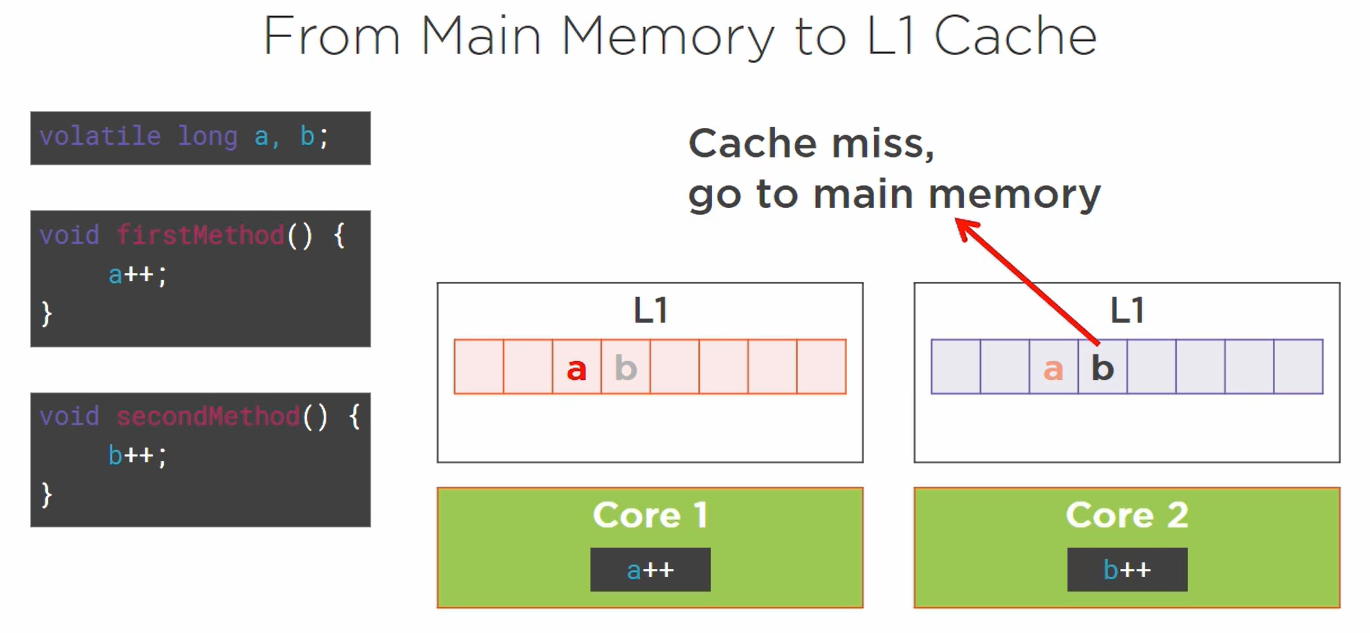 From Main Memory to L1 Cache
volatile long a, b;
void firstMethod() {
a++;
}
void secondMethod() {
b++;
}
Cache miss,
go to main memory
L1
a b
Core 1
a++
L1
a b
Core 2
b++